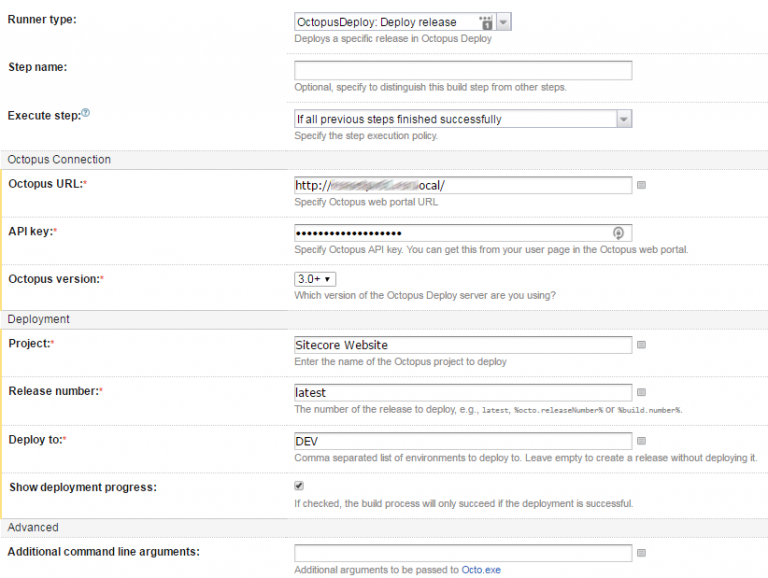 Runner type:
OctopusDeploy: Deploy release
Deploys a specific release in Octopus Deploy
Step name:
Optional, specify to distinguish this build step from other steps.
Execute step:
If all previous steps finished successfully
Specify the step execution policy.
Octopus Connection
Octopus URL:*
http:// ocal/
Specify Octopus web portal URL
API key:*
•••••••••••••••••••
Specify Octopus API key. You can get this from your user page in the Octopus web portal.
Octopus version:*
3.0+
Which version of the Octopus Deploy server are you using?
Deployment
Project:*
Sitecore Website
Enter the name of the Octopus project to deploy
Release number:*
latest
The number of the release to deploy, e.g., latest, %octo.releaseNumber% or %build.number%.
Deploy to:*
DEV
Comma separated list of environments to deploy to. Leave empty to create a release without deploying it.
Show deployment progress:
If checked, the build process will only succeed if the deployment is successful.
Advanced
Additional command line arguments:
Additional arguments to be passed to Octo.exe